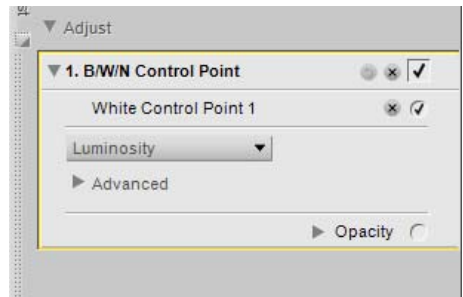 Adjust
1. B/W/N Control Point
White Control Point 1
Luminosity
Advanced
Opacity